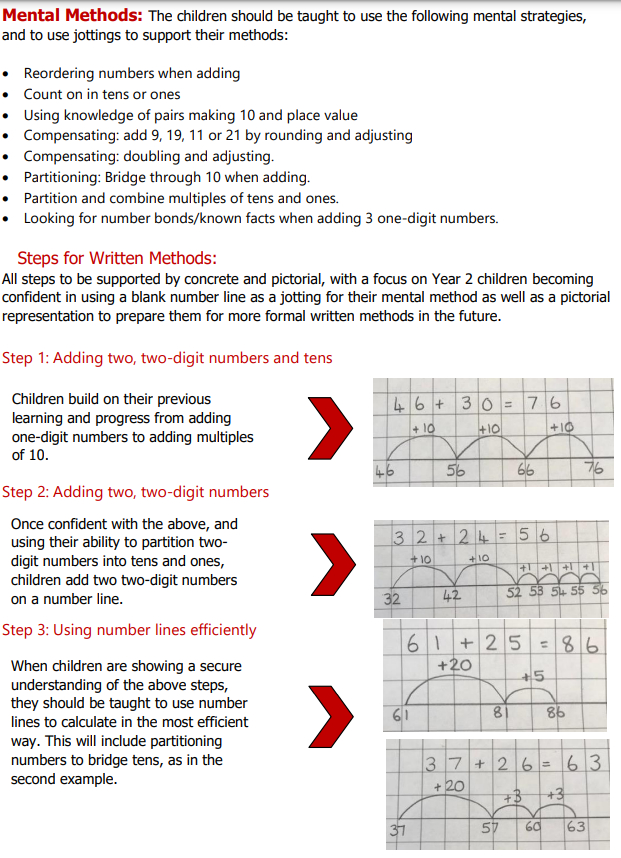 Mental Methods: The children should be taught to use the following mental strategies,
and to use jottings to support their methods:
• Reordering numbers when adding
• Count on in tens or ones
• Using knowledge of pairs making 10 and place value
• Compensating: add 9, 19, 11 or 21 by rounding and adjusting
• Compensating: doubling and adjusting.
• Partitioning: Bridge through 10 when adding.
• Partition and combine multiples of tens and ones.
• Looking for number bonds/known facts when adding 3 one-digit numbers.
Steps for Written Methods:
All steps to be supported by concrete and pictorial, with a focus on Year 2 children becoming
confident in using a blank number line as a jotting for their mental method as well as a pictorial
representation to prepare them for more formal written methods in the future.
Step 1: Adding two, two-digit numbers and tens
Children build on their previous
learning and progress from adding
one-digit numbers to adding multiples
of 10.
46 + 30 = 76
+10 +10 +10
46 56 66 76
Step 2: Adding two, two-digit numbers
Once confident with the above, and
using their ability to partition two-
digit numbers into tens and ones,
children add two two-digit numbers
on a number line.
32 + 24 = 56
+10 +10 +1 +1 +1 +1
32 42 52 53 54 55 56
Step 3: Using number lines efficiently
When children are showing a secure
understanding of the above steps,
they should be taught to use number
lines to calculate in the most efficient
way. This will include partitioning
numbers to bridge tens, as in the
second example.
61 + 25 = 86
+20 +5
61 81 86
37 + 26 = 63
+20 +3 +3
37 57 60 63